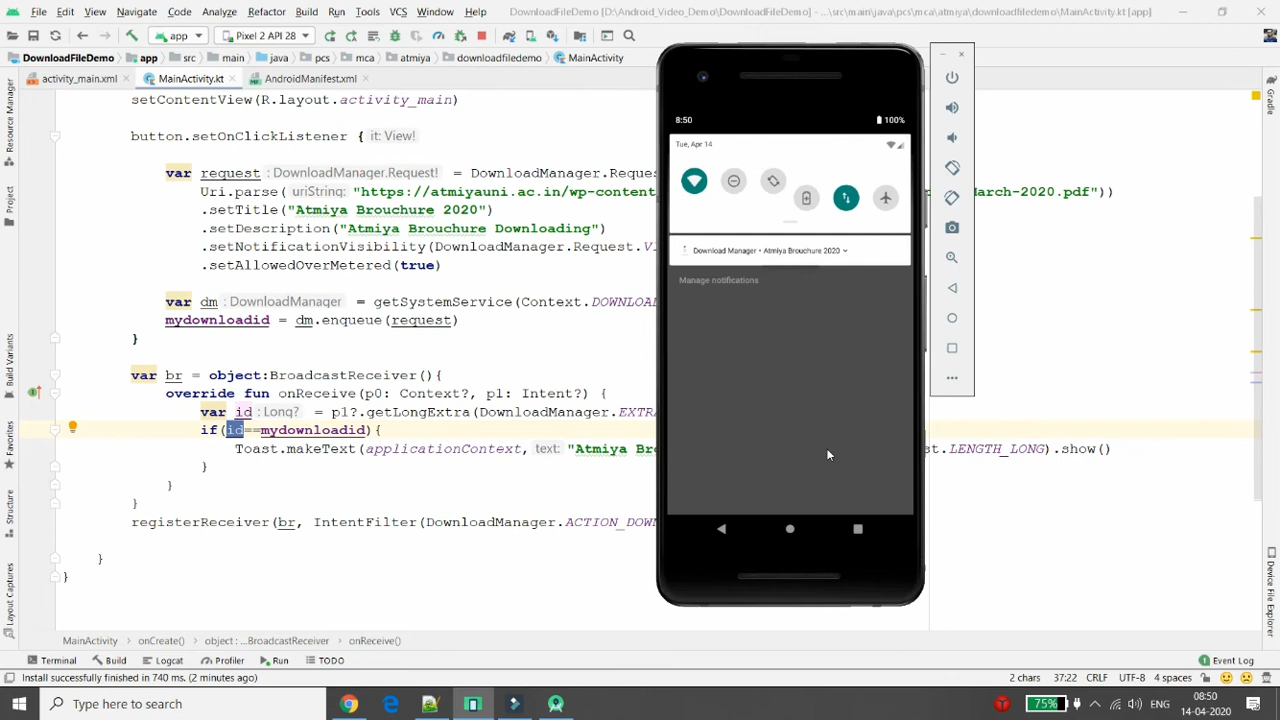 File Edit View Navigate Code Analyze Refactor Build Run Tools VCS Window Help DownloadFileDemo [D:\Android_Video_Demo\DownloadFileDemo] - ...\src\main\java\pcs\mca\atmiya\downloadfiledemo\MainActivity.kt [app]
app Pixel 2 API 28
DownloadFileDemo app src main java pcs mca atmiya downloadfiledemo MainActivity
activity_main.xml MainActivity.kt AndroidManifest.xml
setContentView(R.layout.activity_main)
button.setOnClickListener { it: View!
var request : DownloadManager.Request! = DownloadManager.Reque
Uri.parse( uriString: "https://atmiyauni.ac.in/wp-content March-2020.pdf"))
.setTitle("Atmiya Brouchure 2020")
.setDescription("Atmiya Brouchure Downloading")
.setNotificationVisibility(DownloadManager.Request.VI
.setAllowedOverMetered(true)
var dm : DownloadManager = getSystemService(Context.DOWNLOA
mydownloadid = dm.enqueue(request)
}
var br = object:BroadcastReceiver(){
override fun onReceive(p0: Context?, p1: Intent?) {
var id : Long? = p1?.getLongExtra(DownloadManager.EXTR
if(id==mydownloadid){
Toast.makeText(applicationContext, text: "Atmiya Bro st.LENGTH_LONG).show()
}
}
}
registerReceiver(br, IntentFilter(DownloadManager.ACTION_DOW
}
}
8:50 100%
Tue, Apr 14
Download Manager • Atmiya Brouchure 2020
Manage notifications
Resource Manager
Project
Build Variants
Favorites
Structure
Layout Captures
Gradle
Device File Explorer
MainActivity onCreate() object : ...BroadcastReceiver onReceive()
Terminal Build Logcat Profiler Run TODO Event Log
Install successfully finished in 740 ms. (2 minutes ago) 2 chars 37:22 CRLF UTF-8 4 spaces
Type here to search 75% ENG 08:50
14-04-2020